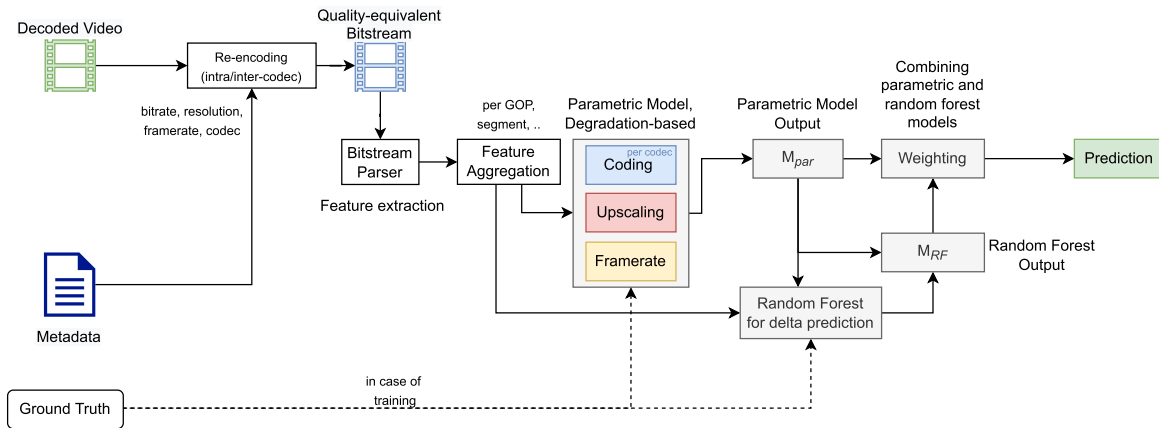 Decoded Video
Quality-equivalent
Bitstream
Re-encoding
(intra/inter-codec)
bitrate, resolution,
framerate, codec
Bitstream
Parser
Feature extraction
per GOP,
segment, ..
Feature
Aggregation
Parametric Model,
Degradation-based
per codec
Coding
Upscaling
Framerate
Parametric Model
Output
Mpar
Combining
parametric and
random forest
models
Weighting
Prediction
MRF
Random Forest
Output
Random Forest
for delta prediction
Metadata
Ground Truth
in case of
training